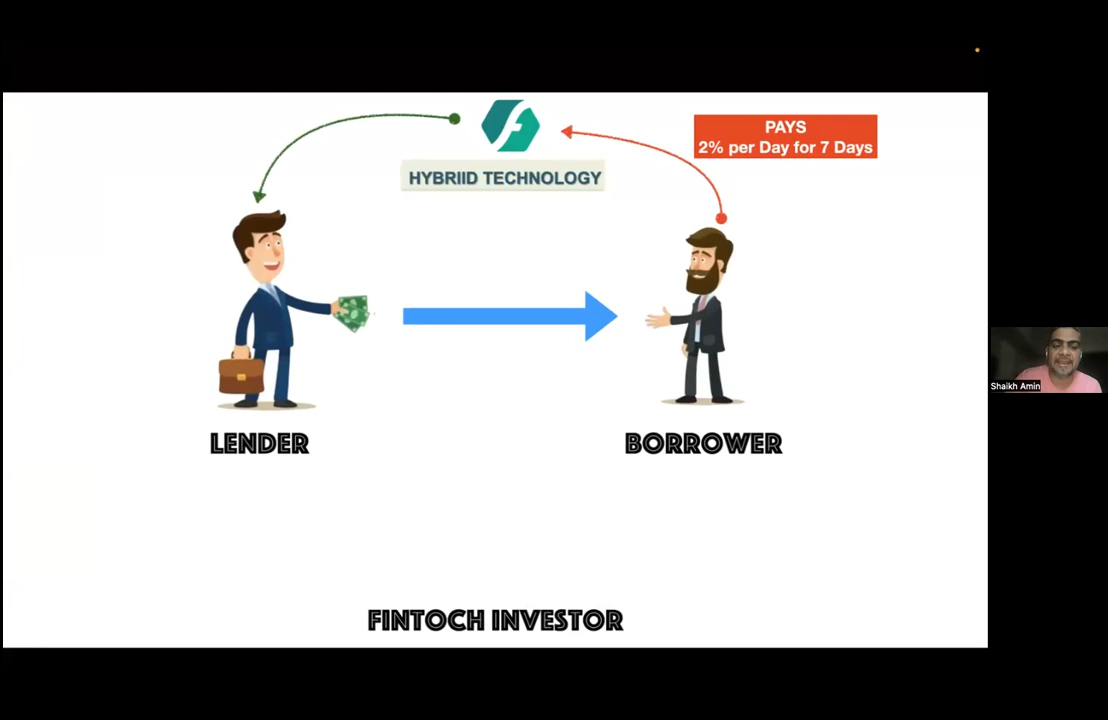 PAYS
2% per Day for 7 Days
HYBRIID TECHNOLOGY
Shaikh Amin
LENDER
BORROWER
FINTOCH INVESTOR